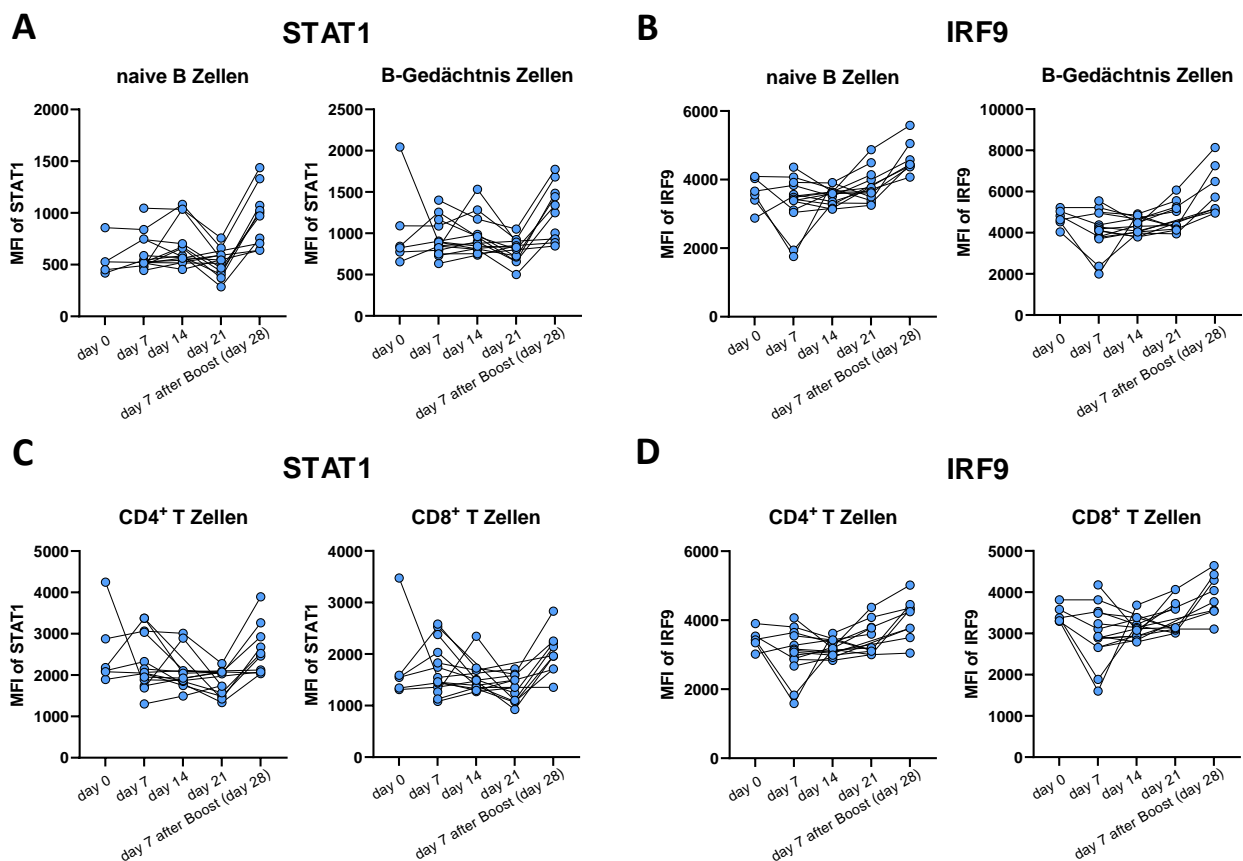 A
STAT1
naive B Zellen
MFI of STAT1
2000
1500
1000
500
0
day 0
day 7
day 14
day 21
day 7 after Boost (day 28)
B-Gedächtnis Zellen
MFI of STAT1
2500
2000
1500
1000
500
0
day 0
day 7
day 14
day 21
day 7 after Boost (day 28)
B
IRF9
naive B Zellen
MFI of IRF9
6000
4000
2000
0
day 0
day 7
day 14
day 21
day 7 after Boost (day 28)
B-Gedächtnis Zellen
MFI of IRF9
10000
8000
6000
4000
2000
0
day 0
day 7
day 14
day 21
day 7 after Boost (day 28)
C
STAT1
CD4⁺ T Zellen
MFI of STAT1
5000
4000
3000
2000
1000
0
day 0
day 7
day 14
day 21
day 7 after Boost (day 28)
CD8⁺ T Zellen
MFI of STAT1
4000
3000
2000
1000
0
day 0
day 7
day 14
day 21
day 7 after Boost (day 28)
D
IRF9
CD4⁺ T Zellen
MFI of IRF9
6000
4000
2000
0
day 0
day 7
day 14
day 21
day 7 after Boost (day 28)
CD8⁺ T Zellen
MFI of IRF9
5000
4000
3000
2000
1000
0
day 0
day 7
day 14
day 21
day 7 after Boost (day 28)